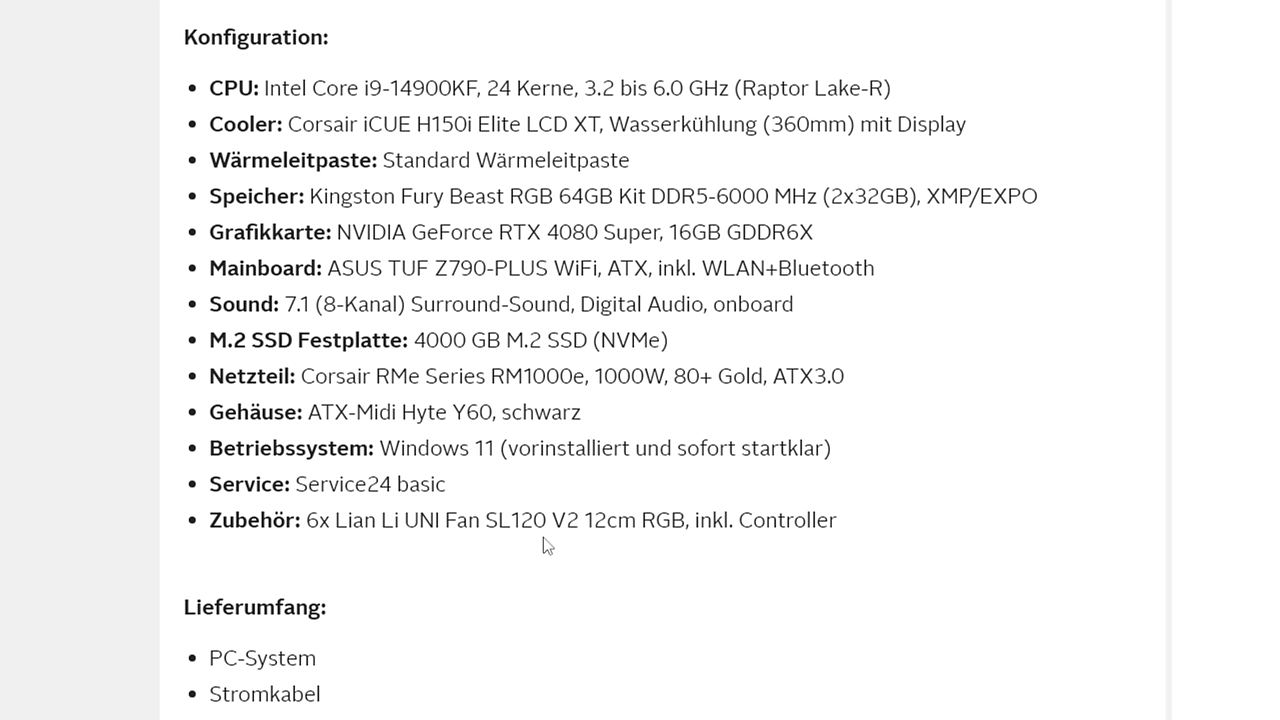 Konfiguration:
• CPU: Intel Core i9-14900KF, 24 Kerne, 3.2 bis 6.0 GHz (Raptor Lake-R)
• Cooler: Corsair iCUE H150i Elite LCD XT, Wasserkühlung (360mm) mit Display
• Wärmeleitpaste: Standard Wärmeleitpaste
• Speicher: Kingston Fury Beast RGB 64GB Kit DDR5-6000 MHz (2x32GB), XMP/EXPO
• Grafikkarte: NVIDIA GeForce RTX 4080 Super, 16GB GDDR6X
• Mainboard: ASUS TUF Z790-PLUS WiFi, ATX, inkl. WLAN+Bluetooth
• Sound: 7.1 (8-Kanal) Surround-Sound, Digital Audio, onboard
• M.2 SSD Festplatte: 4000 GB M.2 SSD (NVMe)
• Netzteil: Corsair RMe Series RM1000e, 1000W, 80+ Gold, ATX3.0
• Gehäuse: ATX-Midi Hyte Y60, schwarz
• Betriebssystem: Windows 11 (vorinstalliert und sofort startklar)
• Service: Service24 basic
• Zubehör: 6x Lian Li UNI Fan SL120 V2 12cm RGB, inkl. Controller
Lieferumfang:
• PC-System
• Stromkabel